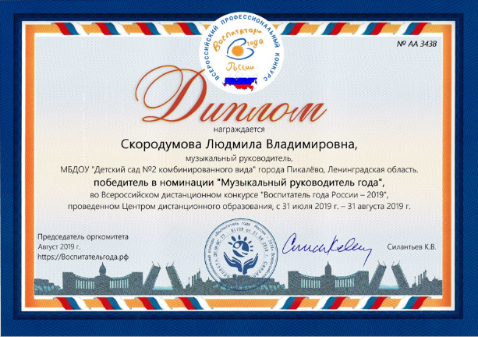 ВСЕРОССИЙСКИЙ ПРОФЕССИОНАЛЬНЫЙ КОНКУРС
Воспитатель
года
России
№ АА 3438
Диплом
награждается
Скородумова Людмила Владимировна,
музыкальный руководитель,
МБДОУ "Детский сад №2 комбинированного вида" города Пикалёво, Ленинградская область.
победитель в номинации "Музыкальный руководитель года",
во Всероссийском дистанционном конкурсе "Воспитатель года России – 2019",
проведенном Центром дистанционного образования, с 31 июля 2019 г. – 31 августа 2019 г.
Председатель оргкомитета
Август 2019 г.
https://Воспитательгода.рф
Силантьев К.В.